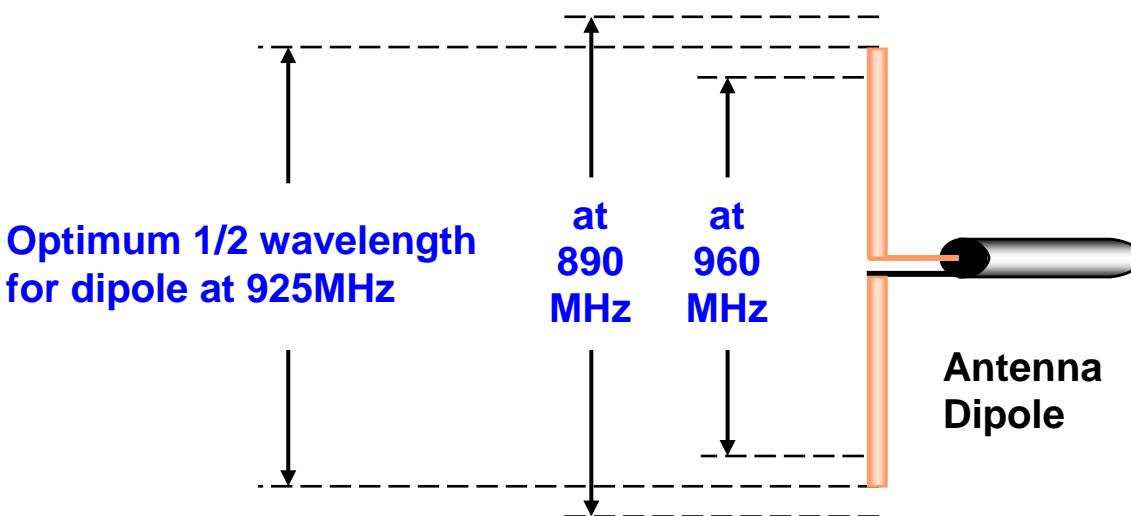 Optimum 1/2 wavelength
for dipole at 925MHz
at
890
MHz
at
960
MHz
Antenna
Dipole